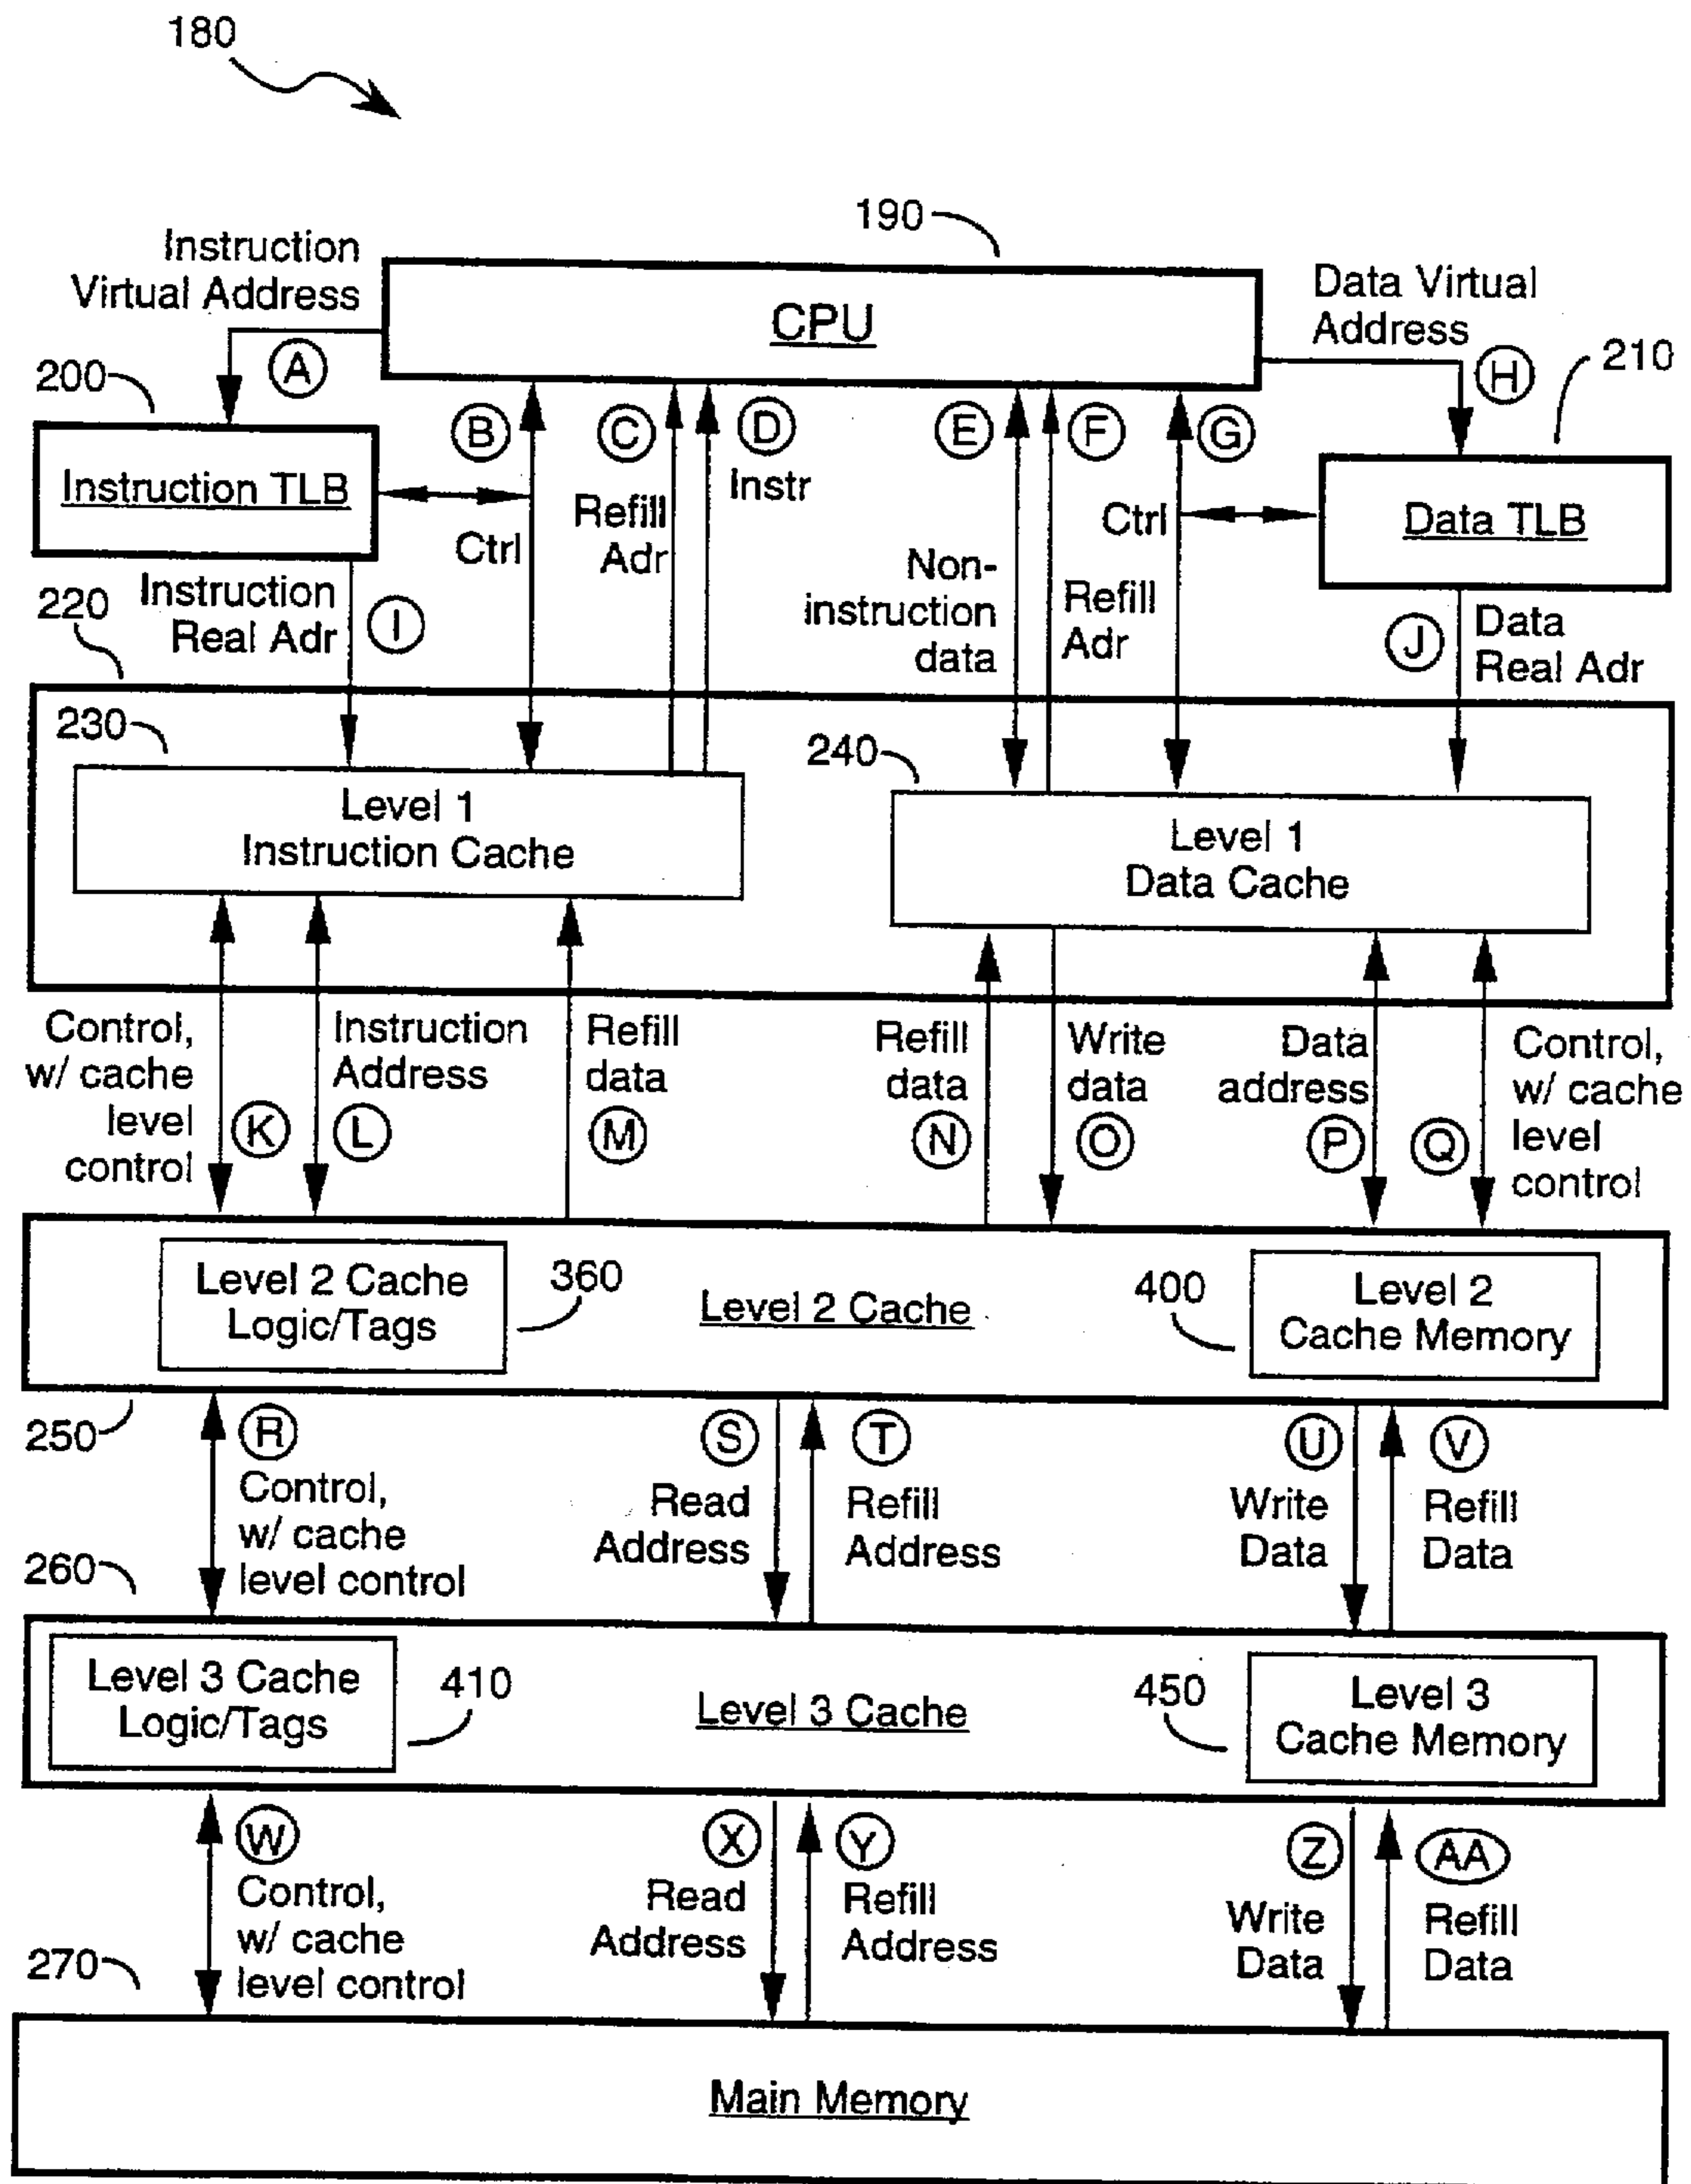 180
190
Instruction
Virtual Address
CPU
Data Virtual
Address
200
A
H
210
B
C
D
E
F
G
Instruction TLB
Instr
Refill
Adr
Ctrl
Ctrl
Data TLB
220
Instruction
Real Adr
I
Non-
instruction
data
Refill
Adr
J
Data
Real Adr
230
240
Level 1
Instruction Cache
Level 1
Data Cache
Control,
w/ cache
level
control
K
Instruction
Address
L
Refill
data
M
Refill
data
N
Write
data
O
Data
address
P
Q
Control,
w/ cache
level
control
Level 2 Cache
Logic/Tags
360
Level 2 Cache
400
Level 2
Cache Memory
250
R
Control,
w/ cache
level control
S
Read
Address
T
Refill
Address
U
Write
Data
V
Refill
Data
260
Level 3 Cache
Logic/Tags
410
Level 3 Cache
450
Level 3
Cache Memory
W
Control,
w/ cache
level control
X
Read
Address
Y
Refill
Address
Z
Write
Data
AA
Refill
Data
270
Main Memory